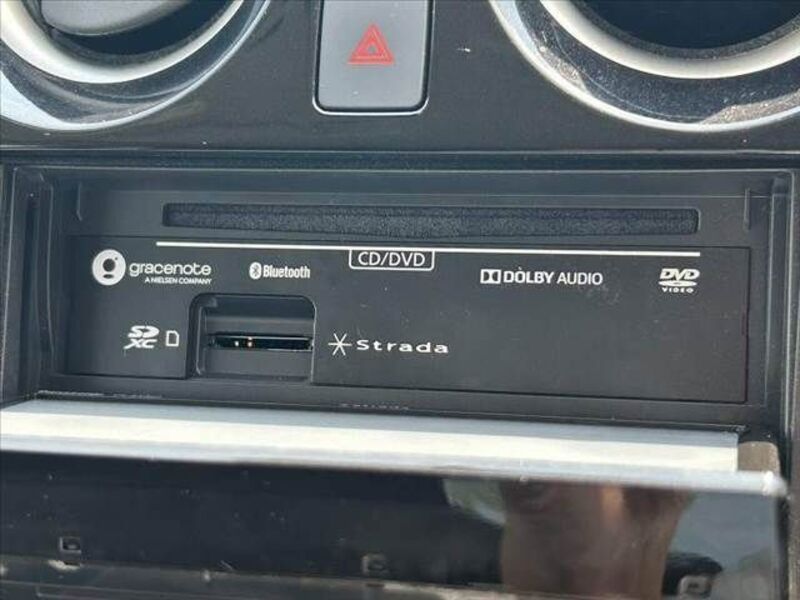 CD/DVD
gracenote
A NIELSEN COMPANY
Bluetooth
DOLBY AUDIO
DVD
VIDEO
SD
XC
Strada